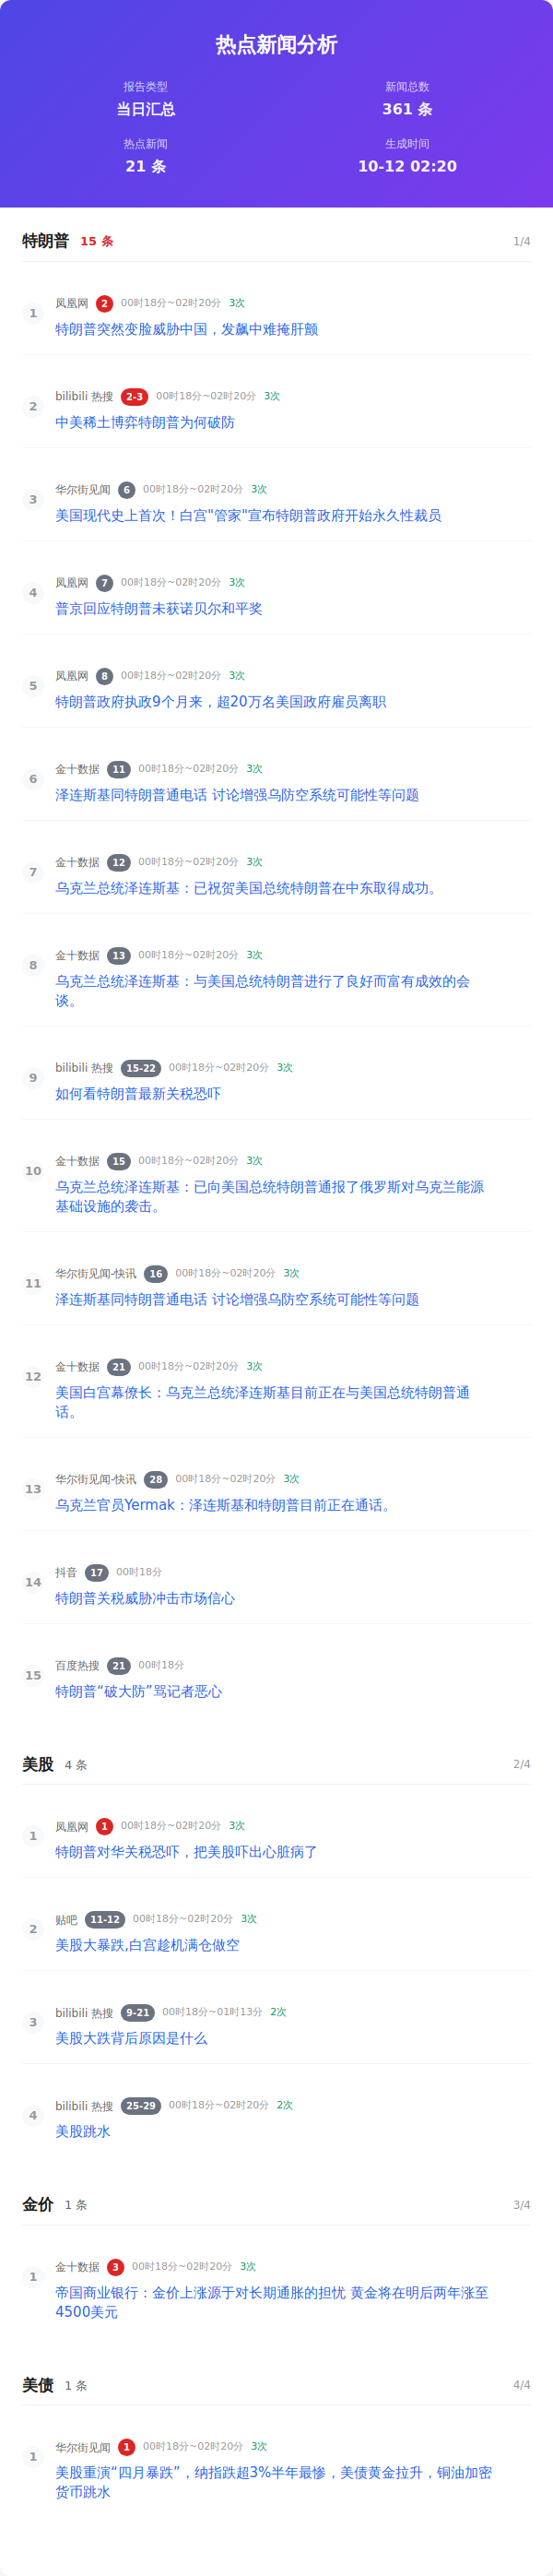 热点新闻分析
报告类型
当日汇总
新闻总数
361 条
热点新闻
21 条
生成时间
10-12 02:20
特朗普 15 条 1/4
1
凤凰网 2 00时18分~02时20分 3次
特朗普突然变脸威胁中国，发飙中难掩肝颤
2
bilibili 热搜 2-3 00时18分~02时20分 3次
中美稀土博弈特朗普为何破防
3
华尔街见闻 6 00时18分~02时20分 3次
美国现代史上首次！白宫"管家"宣布特朗普政府开始永久性裁员
4
凤凰网 7 00时18分~02时20分 3次
普京回应特朗普未获诺贝尔和平奖
5
凤凰网 8 00时18分~02时20分 3次
特朗普政府执政9个月来，超20万名美国政府雇员离职
6
金十数据 11 00时18分~02时20分 3次
泽连斯基同特朗普通电话 讨论增强乌防空系统可能性等问题
7
金十数据 12 00时18分~02时20分 3次
乌克兰总统泽连斯基：已祝贺美国总统特朗普在中东取得成功。
8
金十数据 13 00时18分~02时20分 3次
乌克兰总统泽连斯基：与美国总统特朗普进行了良好而富有成效的会
谈。
9
bilibili 热搜 15-22 00时18分~02时20分 3次
如何看特朗普最新关税恐吓
10
金十数据 15 00时18分~02时20分 3次
乌克兰总统泽连斯基：已向美国总统特朗普通报了俄罗斯对乌克兰能源
基础设施的袭击。
11
华尔街见闻-快讯 16 00时18分~02时20分 3次
泽连斯基同特朗普通电话 讨论增强乌防空系统可能性等问题
12
金十数据 21 00时18分~02时20分 3次
美国白宫幕僚长：乌克兰总统泽连斯基目前正在与美国总统特朗普通
话。
13
华尔街见闻-快讯 28 00时18分~02时20分 3次
乌克兰官员Yermak：泽连斯基和特朗普目前正在通话。
14
抖音 17 00时18分
特朗普关税威胁冲击市场信心
15
百度热搜 21 00时18分
特朗普“破大防”骂记者恶心
美股 4 条 2/4
1
凤凰网 1 00时18分~02时20分 3次
特朗普对华关税恐吓，把美股吓出心脏病了
2
贴吧 11-12 00时18分~02时20分 3次
美股大暴跌,白宫趁机满仓做空
3
bilibili 热搜 9-21 00时18分~01时13分 2次
美股大跌背后原因是什么
4
bilibili 热搜 25-29 00时18分~02时20分 2次
美股跳水
金价 1 条 3/4
1
金十数据 3 00时18分~02时20分 3次
帝国商业银行：金价上涨源于对长期通胀的担忧 黄金将在明后两年涨至
4500美元
美债 1 条 4/4
1
华尔街见闻 1 00时18分~02时20分 3次
美股重演“四月暴跌”，纳指跌超3%半年最惨，美债黄金拉升，铜油加密
货币跳水